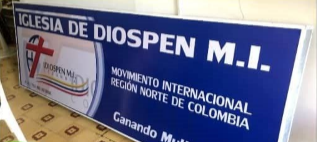 IGLESIA DE DIOSPEN M.I.
DIOSPEN M.I.
MOVIMIENTO INTERNACIONAL
REGIÓN NORTE DE COLOMBIA
Ganando